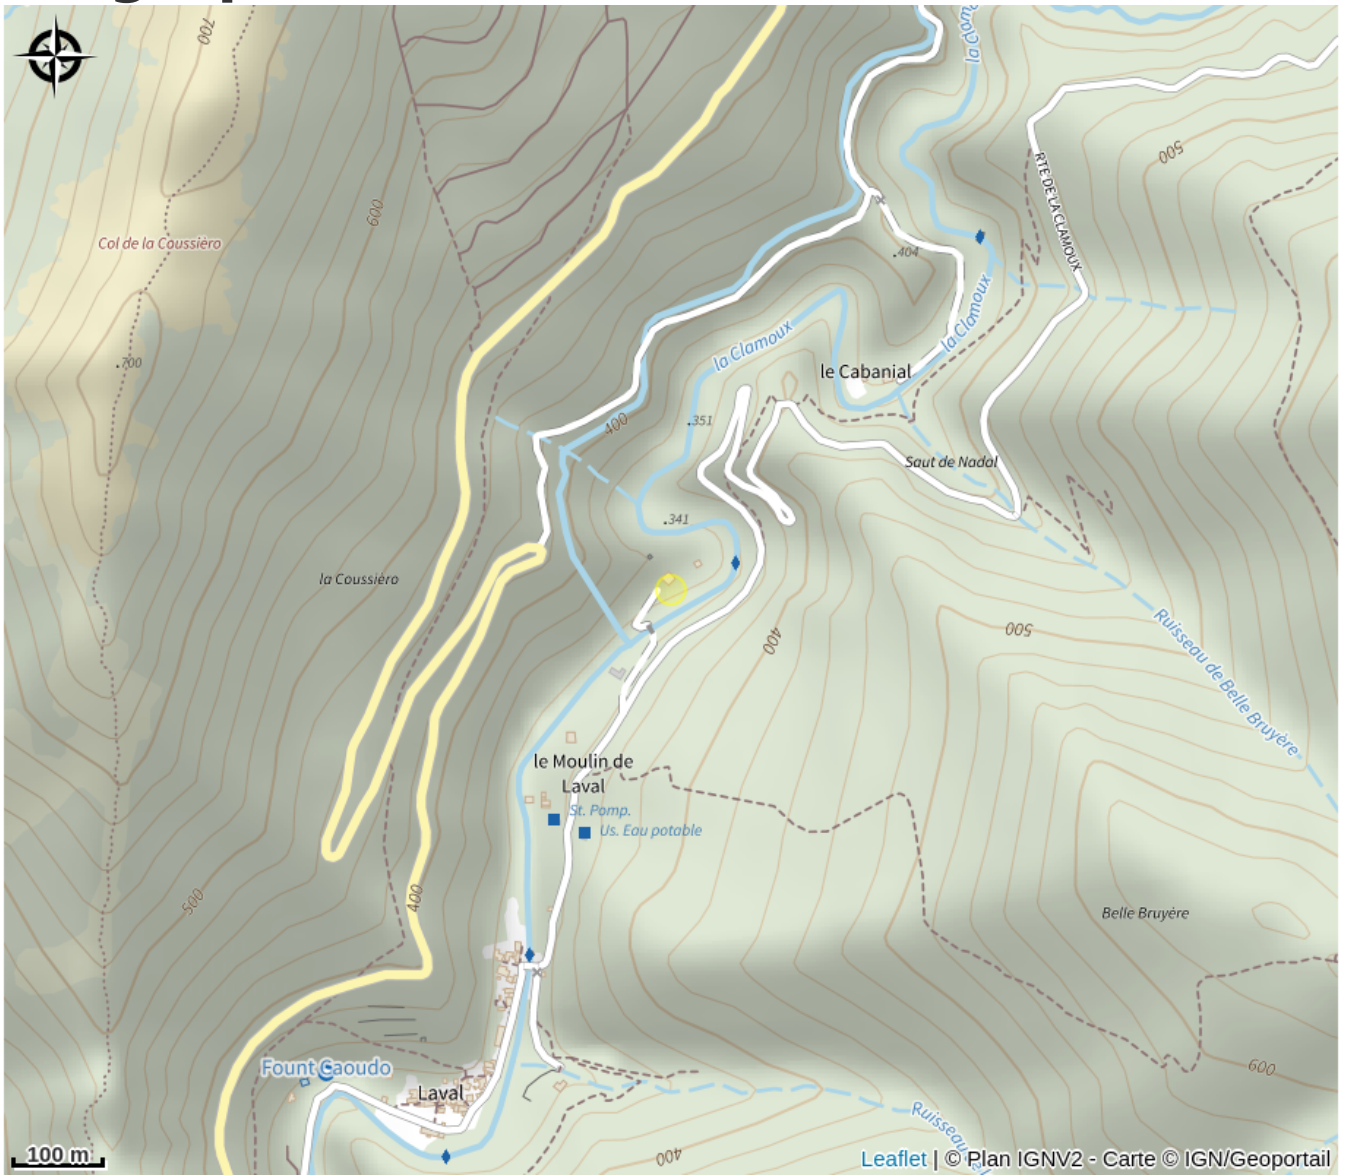 700
la Clam
500
RTE DE LA CLAMOUX
600
Col de la Coussièro
.404
la Clamoux
la Clamoux
.700
le Cabanial
400
.351
Saut de Nadal
.341
la Coussièro
400
500
Ruisseau de Belle Bruyère
le Moulin de
Laval
St. Pomp.
Us. Eau potable
500
400
Belle Bruyère
Fount Caoudo
600
Laval
Ruisseau
100 m
400
Leaflet | © Plan IGNV2 - Carte © IGN/Geoportail